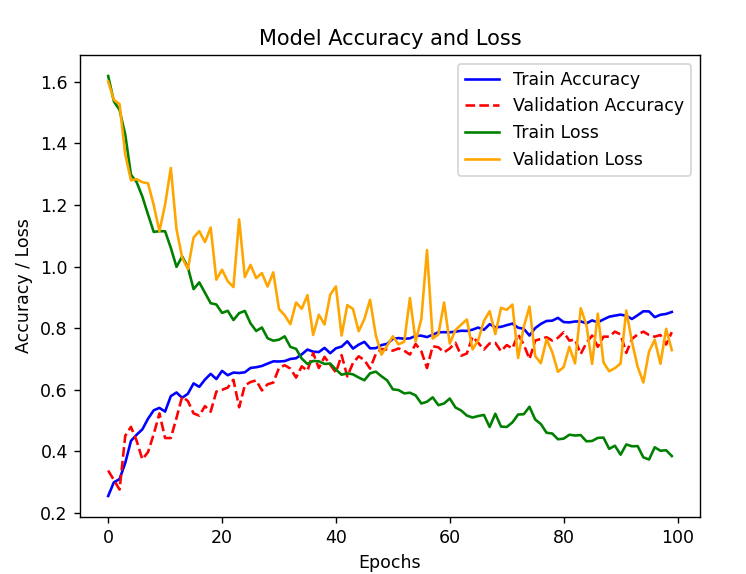 Model Accuracy and Loss
Train Accuracy
Validation Accuracy
Train Loss
Validation Loss
Accuracy / Loss
1.6
1.4
1.2
1.0
0.8
0.6
0.4
0.2
0 20 40 60 80 100
Epochs